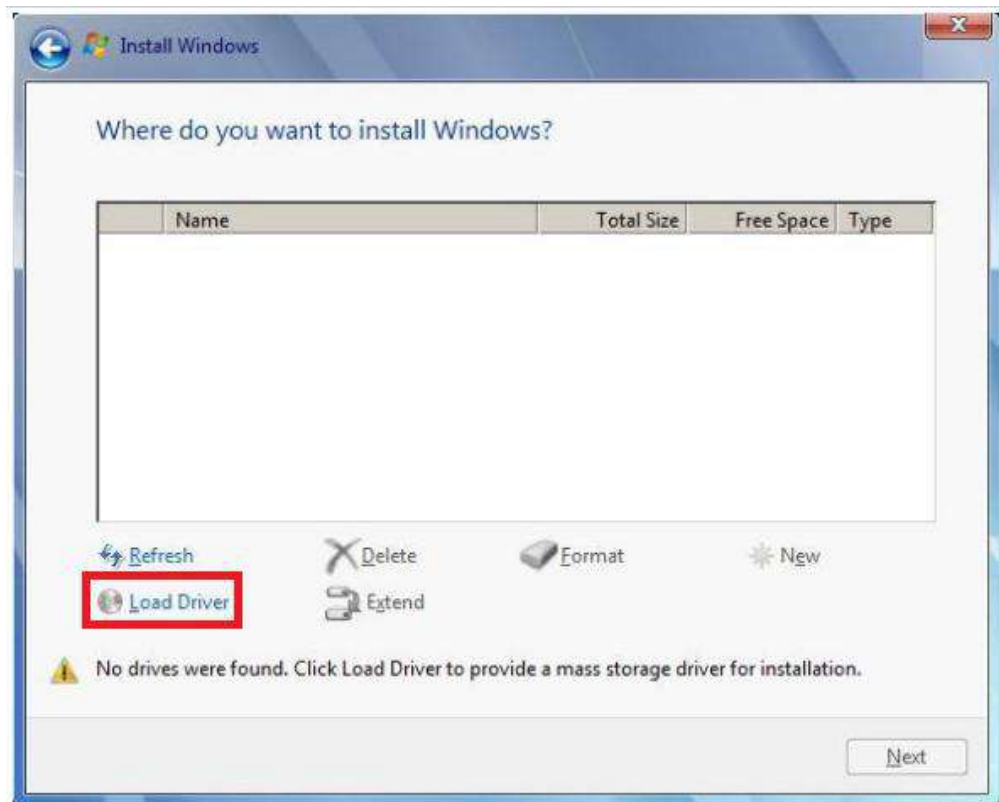 Install Windows
Where do you want to install Windows?
Name Total Size Free Space Type
Refresh Delete Format New
Load Driver Extend
No drives were found. Click Load Driver to provide a mass storage driver for installation.
Next